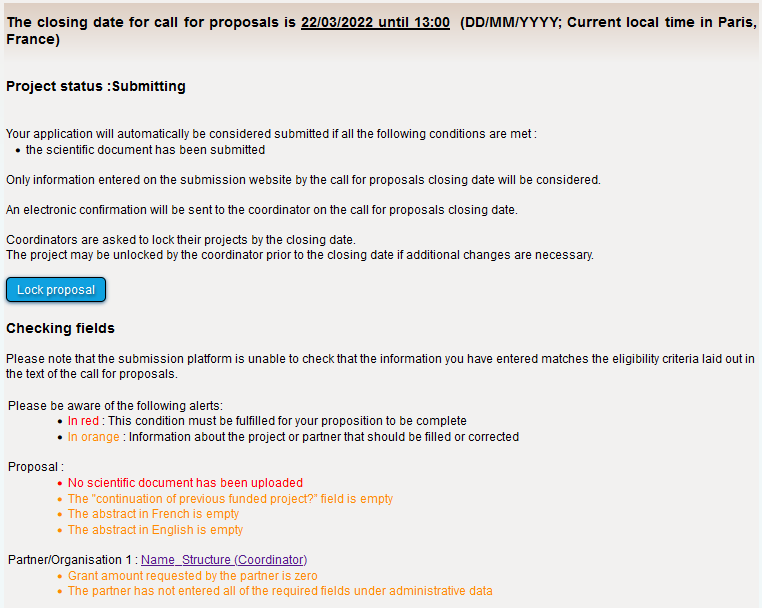 The closing date for call for proposals is 22/03/2022 until 13:00 (DD/MM/YYYY; Current local time in Paris,
France)
Project status :Submitting
Your application will automatically be considered submitted if all the following conditions are met :
• the scientific document has been submitted
Only information entered on the submission website by the call for proposals closing date will be considered.
An electronic confirmation will be sent to the coordinator on the call for proposals closing date.
Coordinators are asked to lock their projects by the closing date.
The project may be unlocked by the coordinator prior to the closing date if additional changes are necessary.
Lock proposal
Checking fields
Please note that the submission platform is unable to check that the information you have entered matches the eligibility criteria laid out in
the text of the call for proposals.
Please be aware of the following alerts:
• In red : This condition must be fulfilled for your proposition to be complete
• In orange : Information about the project or partner that should be filled or corrected
Proposal :
• No scientific document has been uploaded
• The "continuation of previous funded project?" field is empty
• The abstract in French is empty
• The abstract in English is empty
Partner/Organisation 1 : Name_Structure (Coordinator)
• Grant amount requested by the partner is zero
• The partner has not entered all of the required fields under administrative data